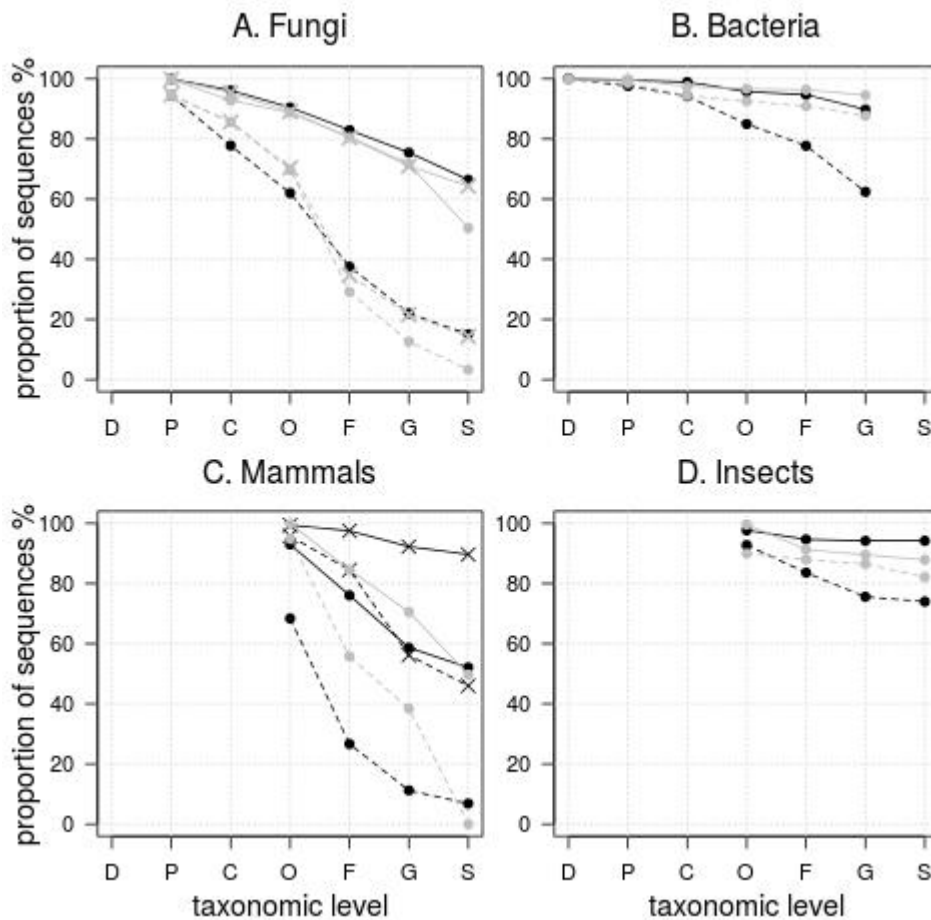 A. Fungi
B. Bacteria
proportion of sequences %
100
80
60
40
20
0
D P C O F G S
100
80
60
40
20
0
D P C O F G S
C. Mammals
D. Insects
proportion of sequences %
100
80
60
40
20
0
D P C O F G S
taxonomic level
100
80
60
40
20
0
D P C O F G S
taxonomic level